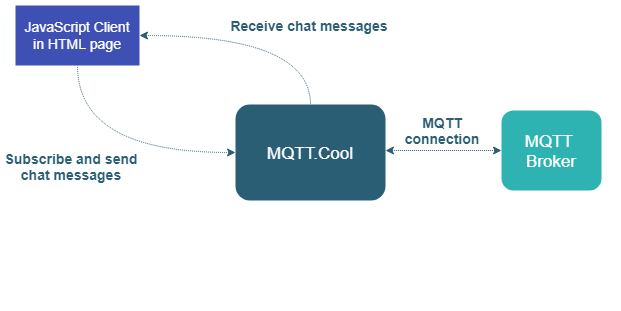 JavaScript Client
in HTML page
Receive chat messages
MQTT
connection
MQTT.Cool
MQTT
Broker
Subscribe and send
chat messages